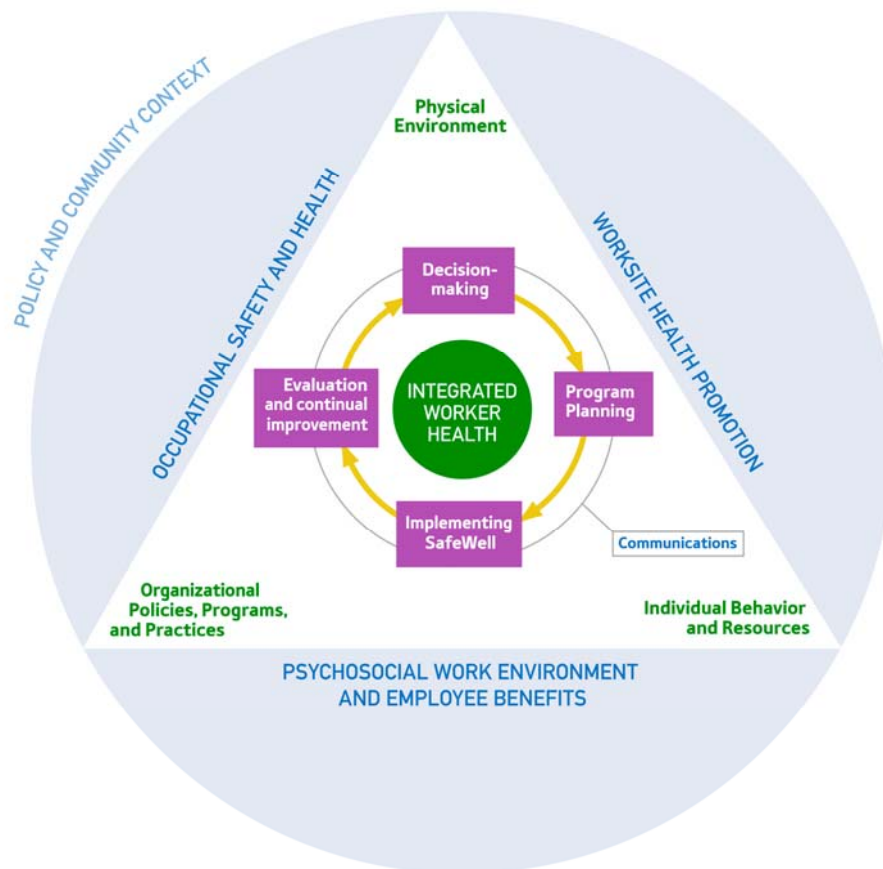 POLICY AND COMMUNITY CONTEXT
Physical
Environment
OCCUPATIONAL SAFETY AND HEALTH
WORKSITE HEALTH PROMOTION
Decision-
making
Evaluation
and continual
improvement
INTEGRATED
WORKER
HEALTH
Program
Planning
Implementing
SafeWell
Communications
Organizational
Policies, Programs,
and Practices
Individual Behavior
and Resources
PSYCHOSOCIAL WORK ENVIRONMENT
AND EMPLOYEE BENEFITS